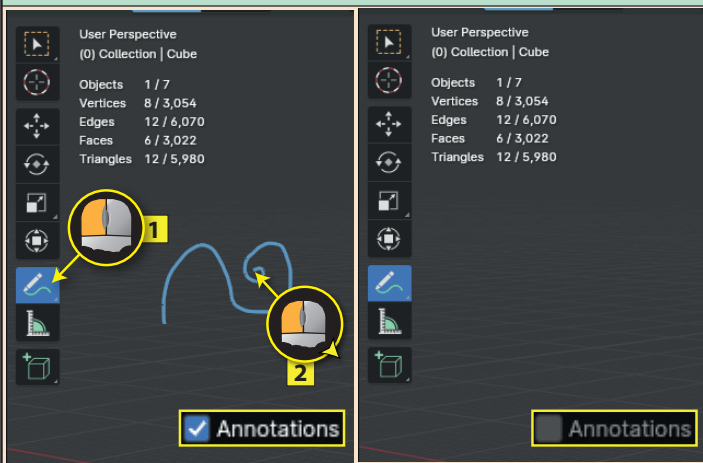 User Perspective
(0) Collection | Cube
Objects 1 / 7
Vertices 8 / 3,054
Edges 12 / 6,070
Faces 6 / 3,022
Triangles 12 / 5,980
1
2
Annotations
User Perspective
(0) Collection | Cube
Objects 1 / 7
Vertices 8 / 3,054
Edges 12 / 6,070
Faces 6 / 3,022
Triangles 12 / 5,980
Annotations